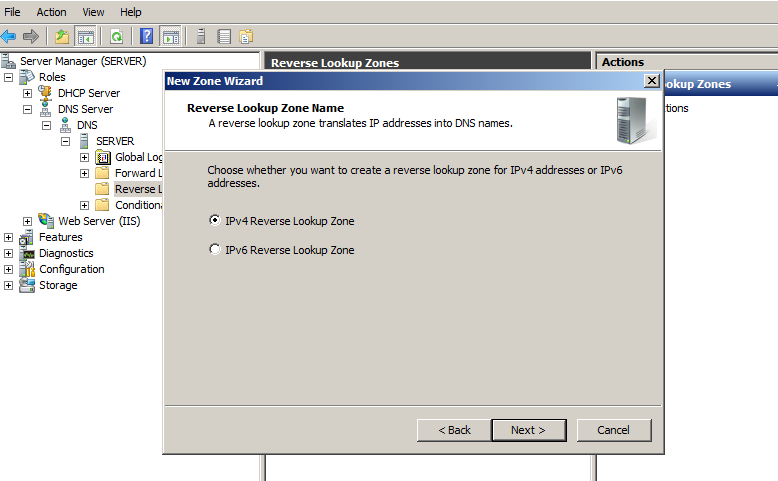 File Action View Help
Server Manager (SERVER)
Roles
DHCP Server
DNS Server
DNS
SERVER
Global Log
Forward L
Reverse L
Conditiona
Web Server (IIS)
Features
Diagnostics
Configuration
Storage
Reverse Lookup Zones
New Zone Wizard
Reverse Lookup Zone Name
A reverse lookup zone translates IP addresses into DNS names.
Choose whether you want to create a reverse lookup zone for IPv4 addresses or IPv6
addresses.
IPv4 Reverse Lookup Zone
IPv6 Reverse Lookup Zone
< Back Next > Cancel
Actions
okup Zones
tions